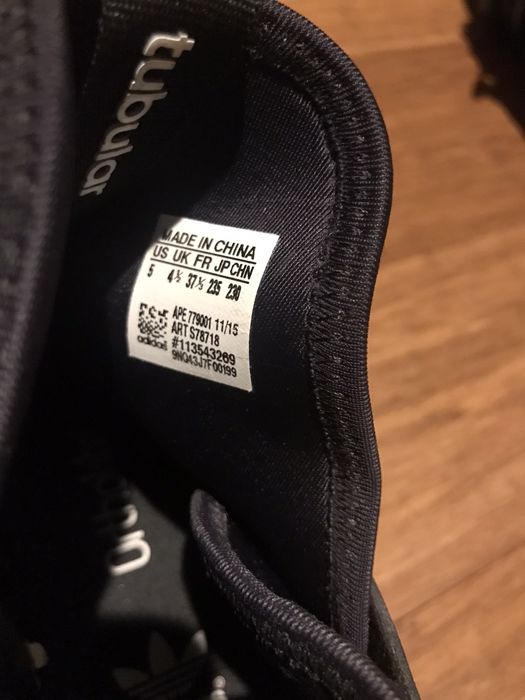 tubular
MADE IN CHINA
US UK FR JP CHN
5 4½ 37⅓ 235 230
APE 779001 11/15
ART S78718
#113543269
9NQ43J7F00199
adidas